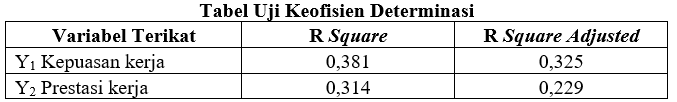 Tabel Uji Keofisien Determinasi
Variabel Terikat R Square R Square Adjusted
Y₁ Kepuasan kerja 0,381 0,325
Y₂ Prestasi kerja 0,314 0,229